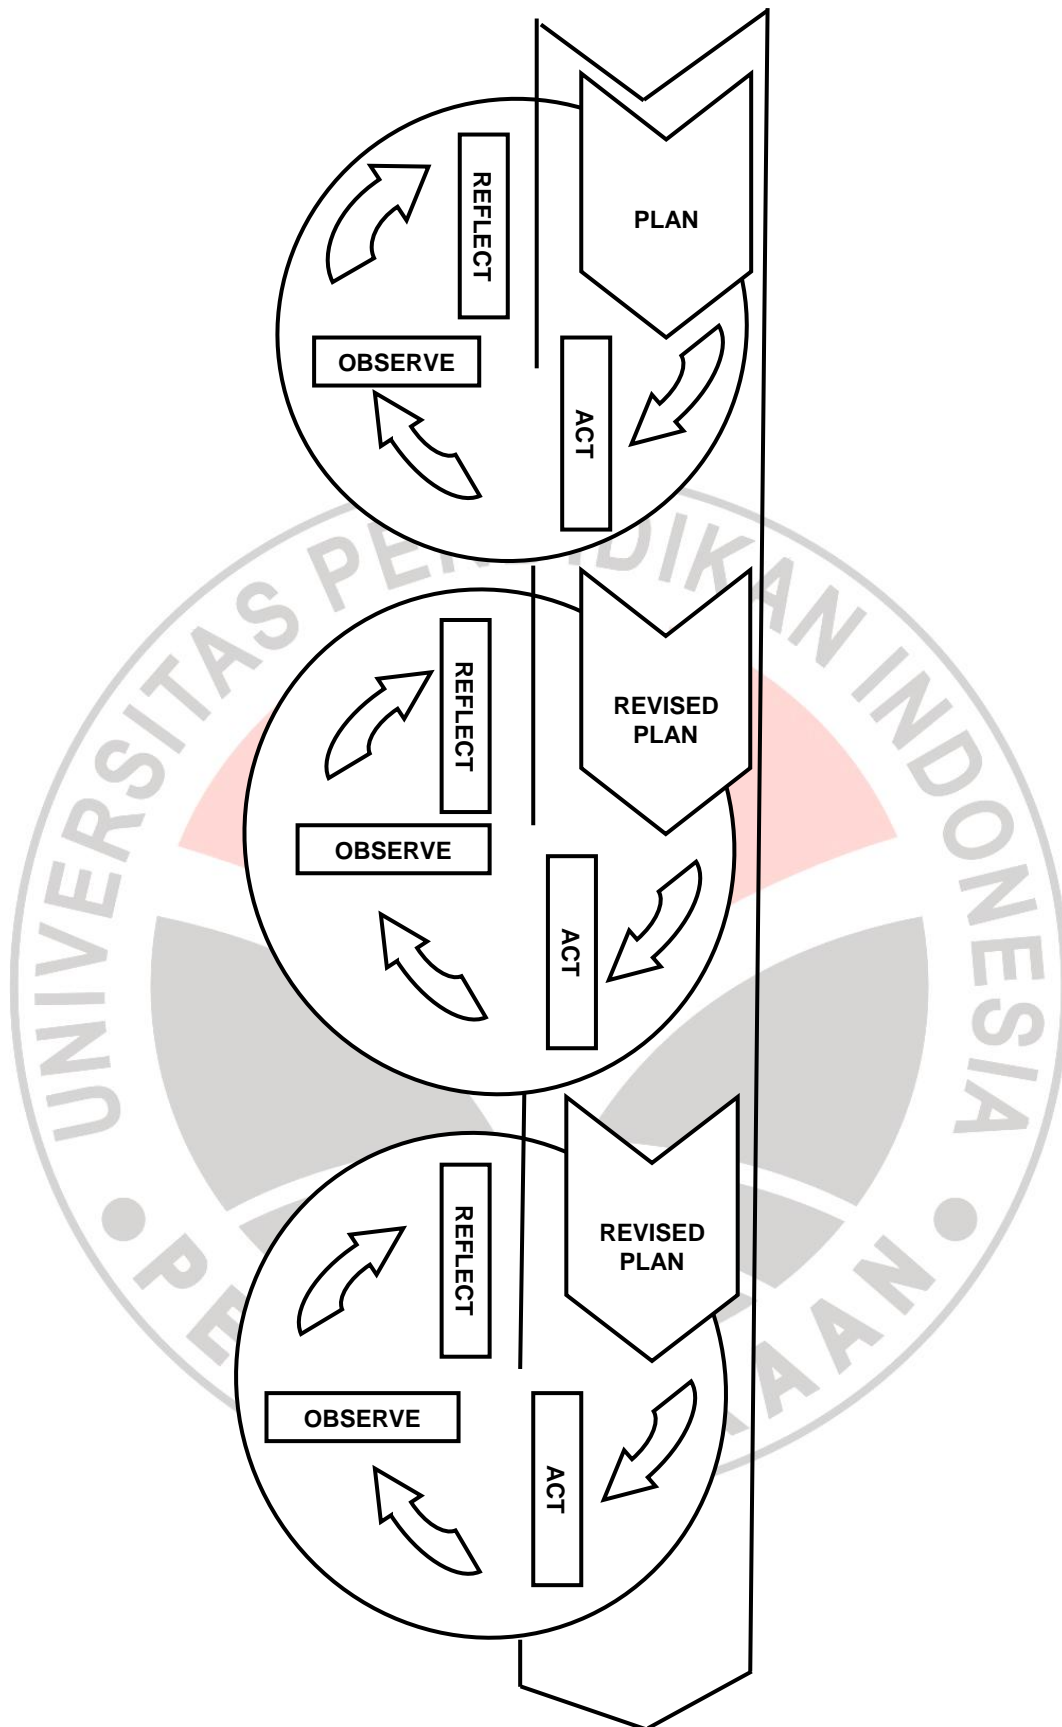 PLAN
REFLECT
OBSERVE
ACT
REVISED
PLAN
REFLECT
OBSERVE
ACT
REVISED
PLAN
REFLECT
OBSERVE
ACT
UNIVERSITAS PENDIDIKAN INDONESIA